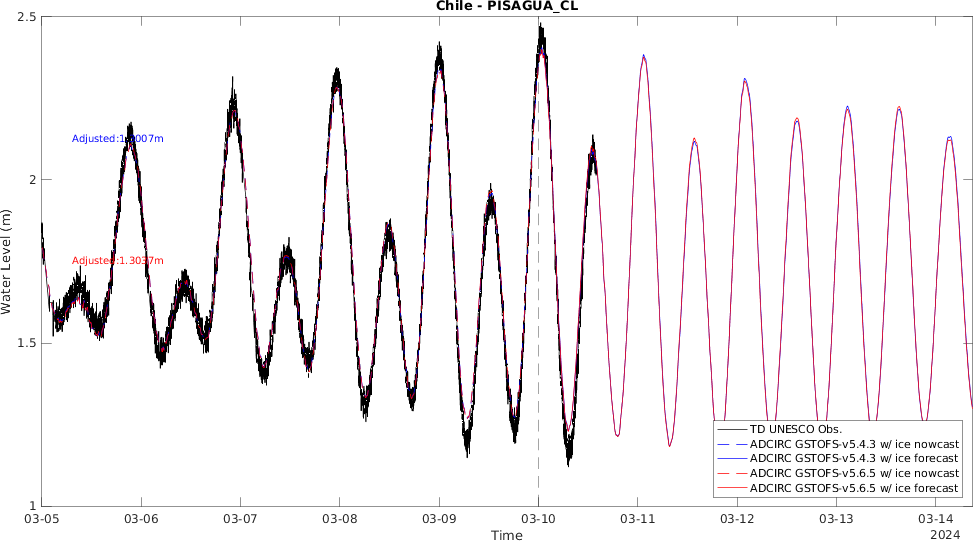 Chile - PISAGUA_CL
2.5
Adjusted:1.3007m
2
Water Level (m)
Adjusted:1.3037m
1.5
TD UNESCO Obs.
ADCIRC GSTOFS-v5.4.3 w/ ice nowcast
ADCIRC GSTOFS-v5.4.3 w/ ice forecast
ADCIRC GSTOFS-v5.6.5 w/ ice nowcast
ADCIRC GSTOFS-v5.6.5 w/ ice forecast
1
03-05 03-06 03-07 03-08 03-09 03-10 03-11 03-12 03-13 03-14
Time
2024